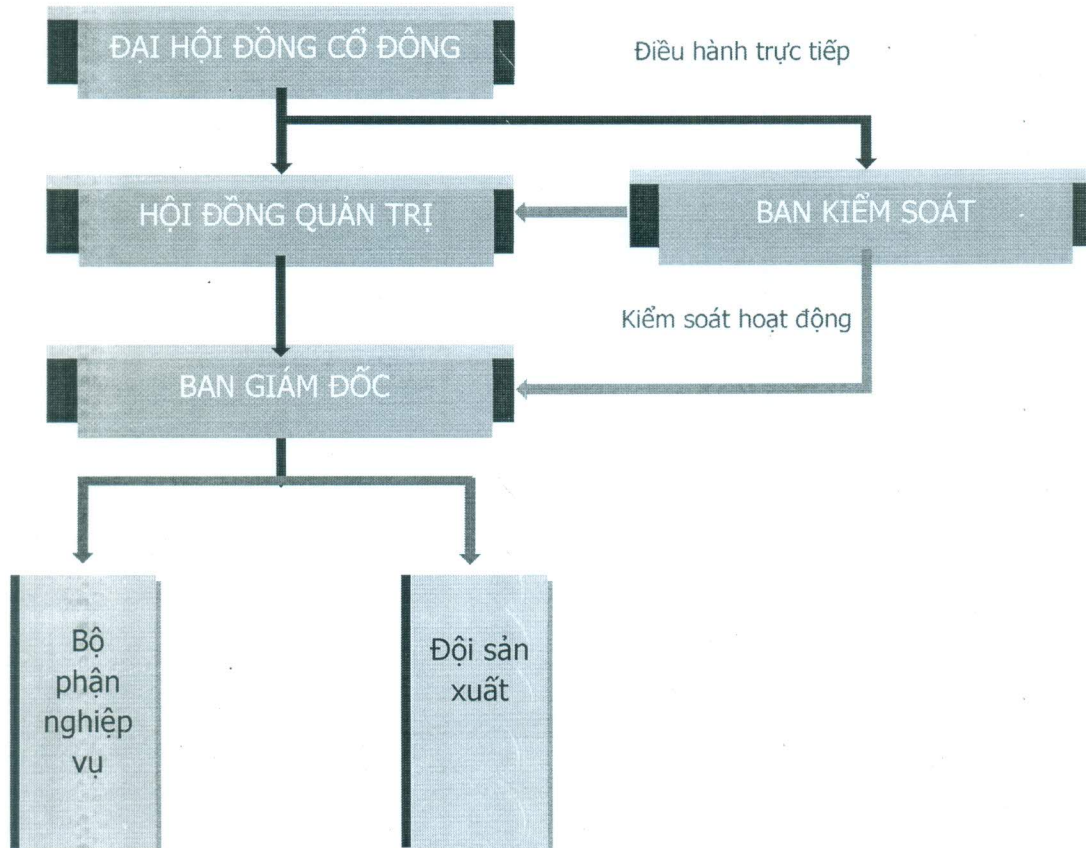 ĐẠI HỘI ĐỒNG CỔ ĐÔNG
Điều hành trực tiếp
HỘI ĐỒNG QUẢN TRỊ
BAN KIỂM SOÁT
Kiểm soát hoạt động
BAN GIÁM ĐỐC
Bộ
phận
nghiệp
vụ
Đội sản
xuất